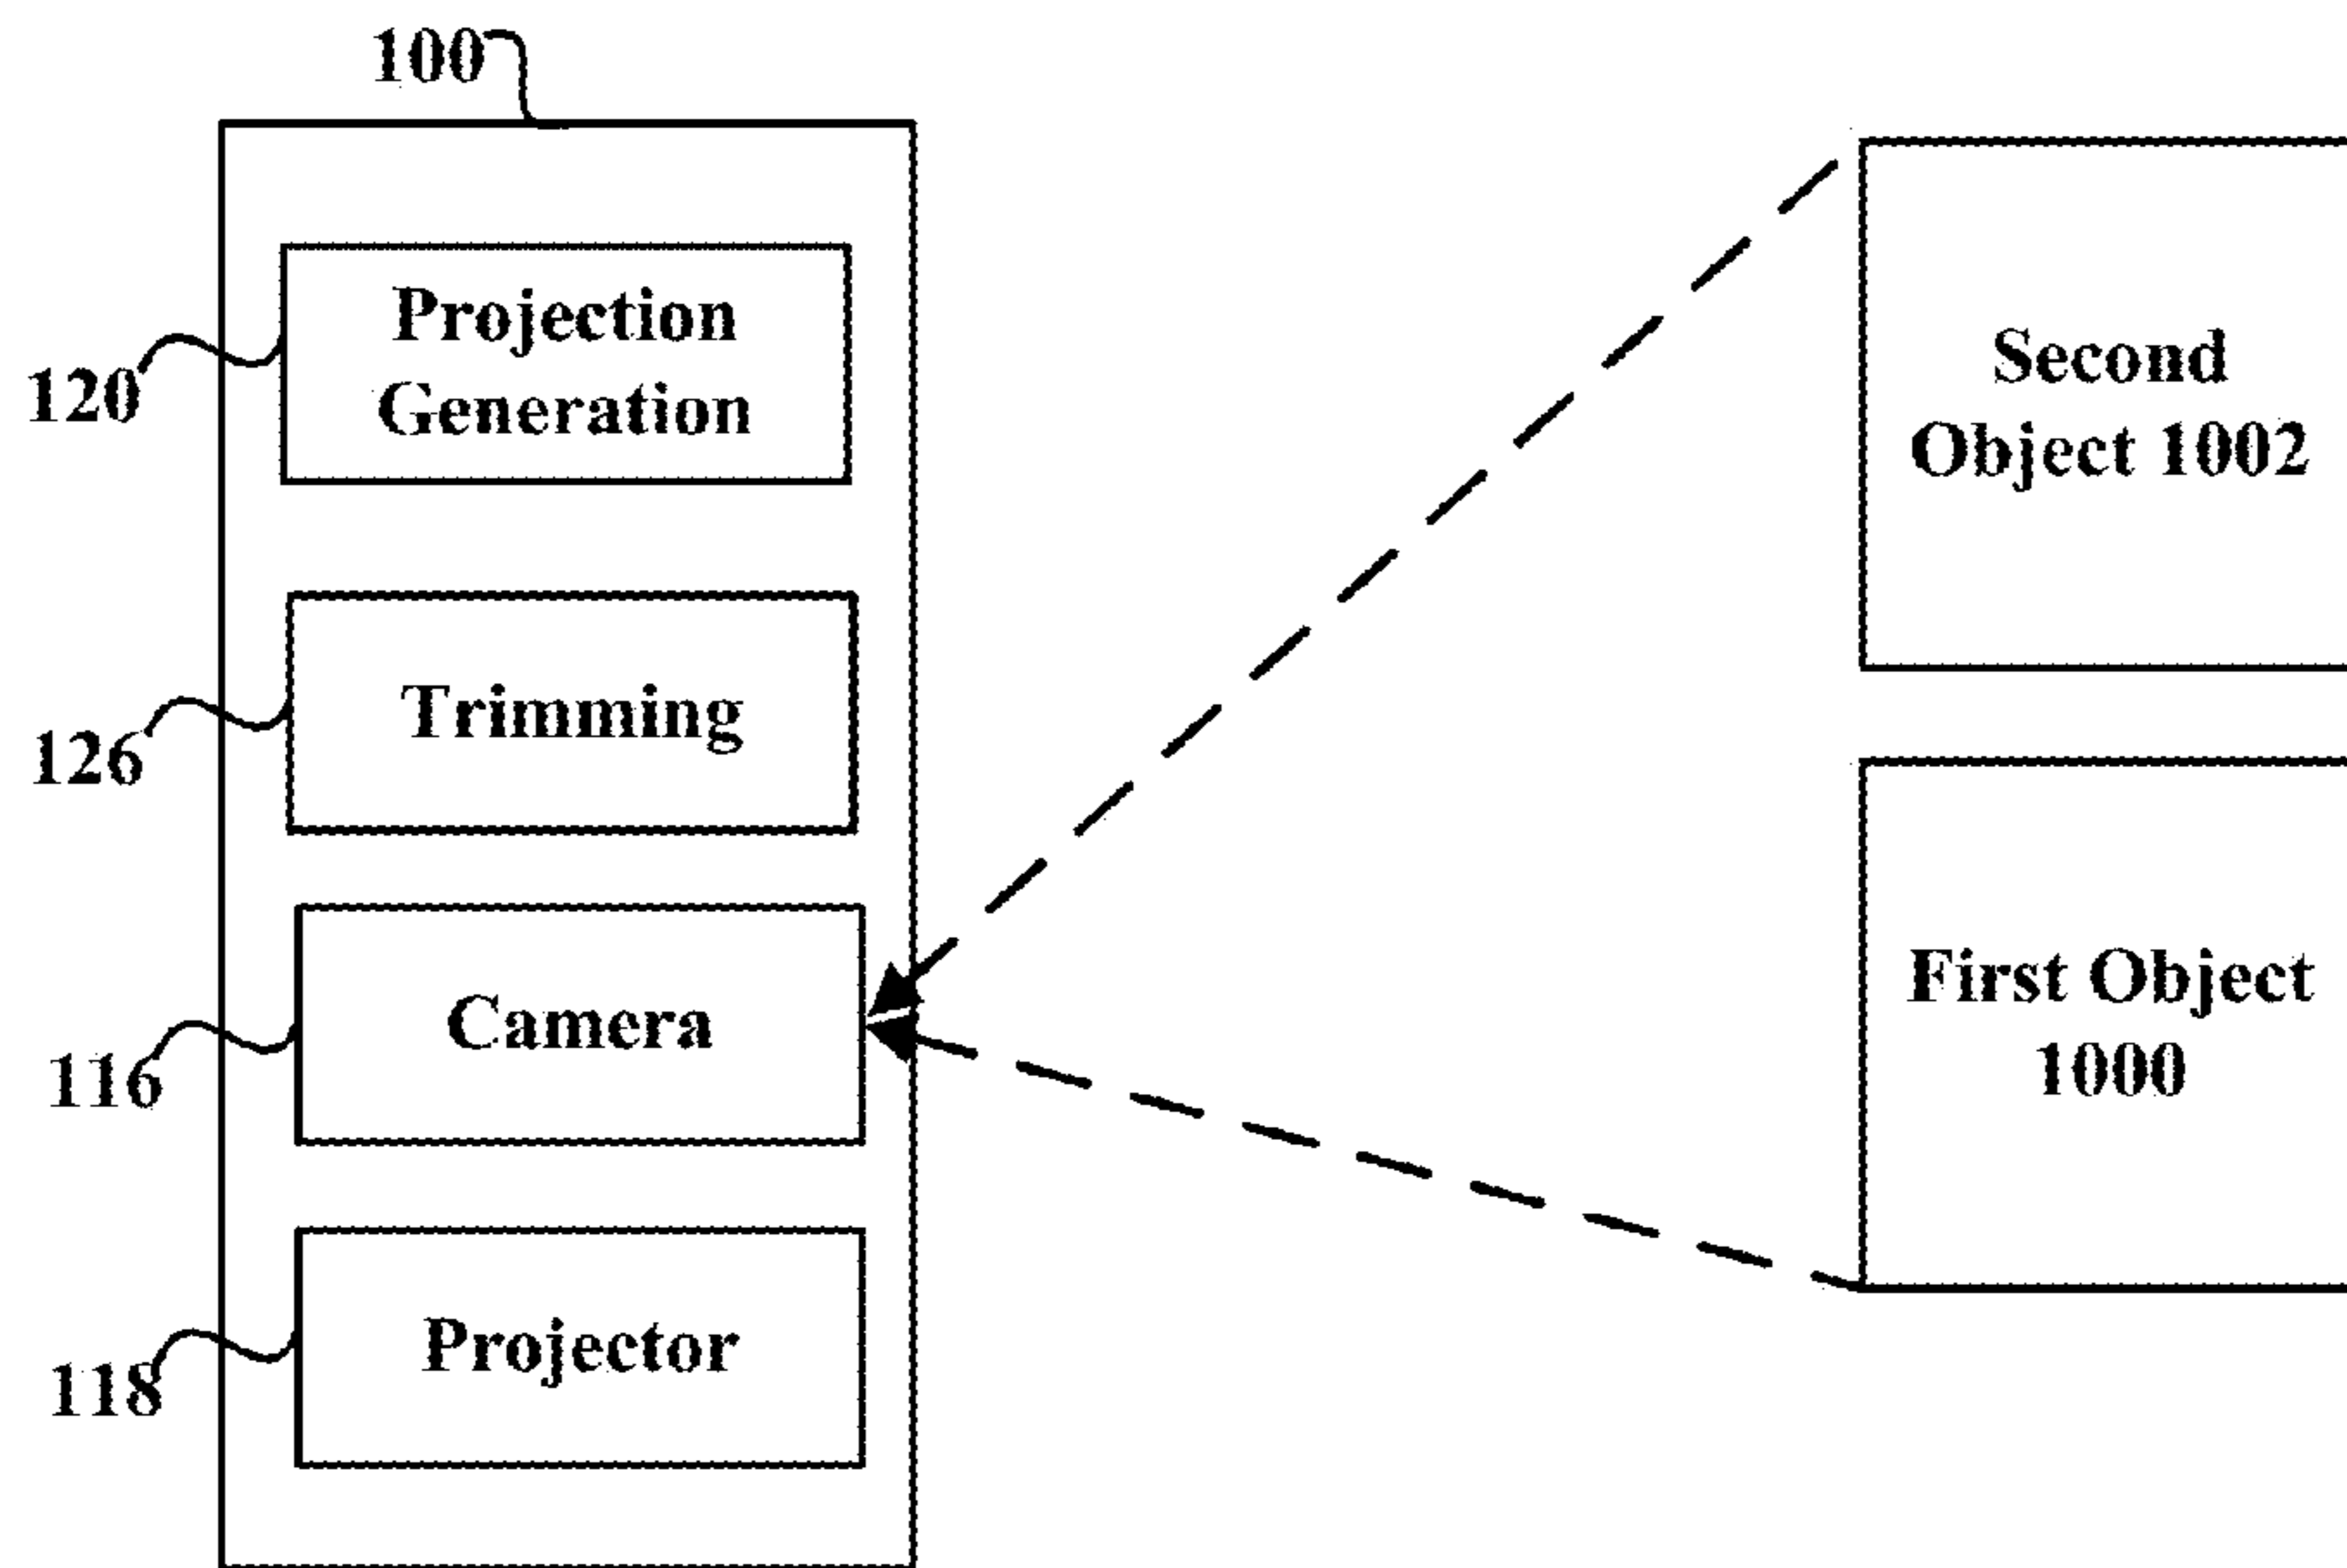 100
Projection
Generation
120
Trimming
126
Camera
116
Projector
118
Second
Object 1002
First Object
1000